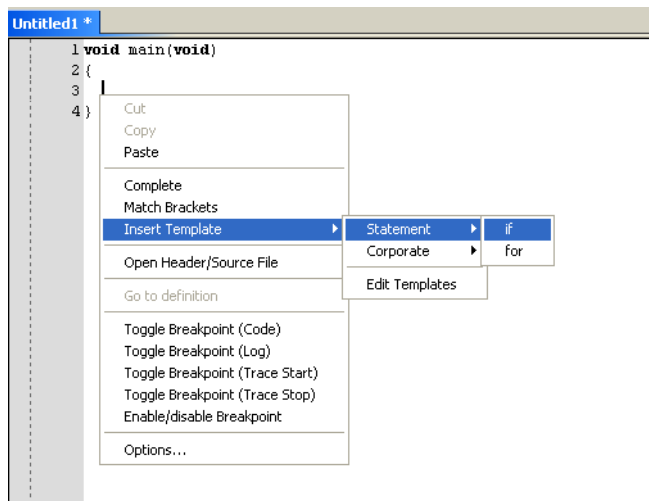 Untitled1 *
1 void main(void)
2 {
3
4 }
Cut
Copy
Paste
Complete
Match Brackets
Insert Template
Statement
if
Corporate
for
Edit Templates
Open Header/Source File
Go to definition
Toggle Breakpoint (Code)
Toggle Breakpoint (Log)
Toggle Breakpoint (Trace Start)
Toggle Breakpoint (Trace Stop)
Enable/disable Breakpoint
Options...